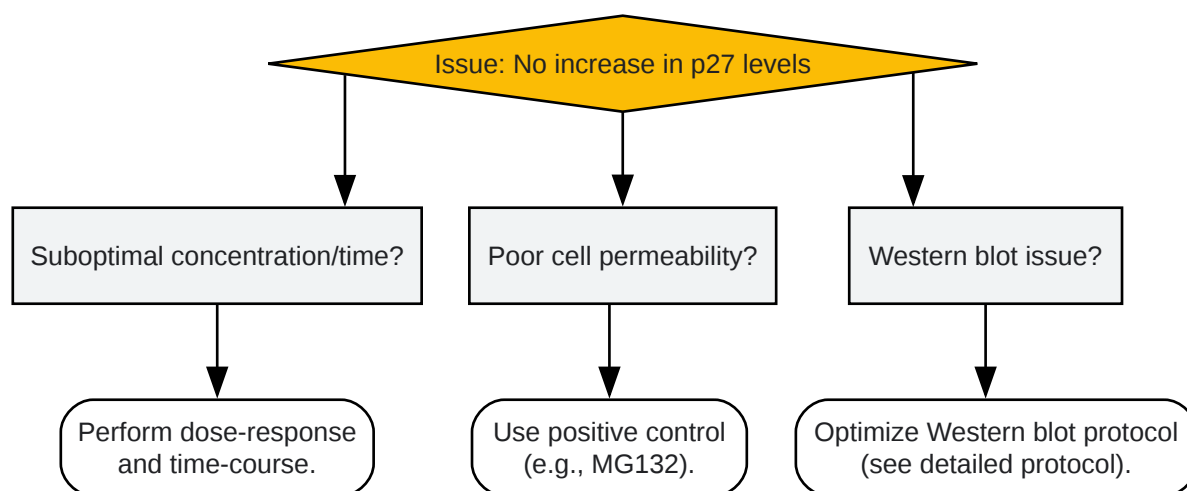 Issue: No increase in p27 levels
Suboptimal concentration/time?
Poor cell permeability?
Western blot issue?
Perform dose-response
and time-course.
Use positive control
(e.g., MG132).
Optimize Western blot protocol
(see detailed protocol).